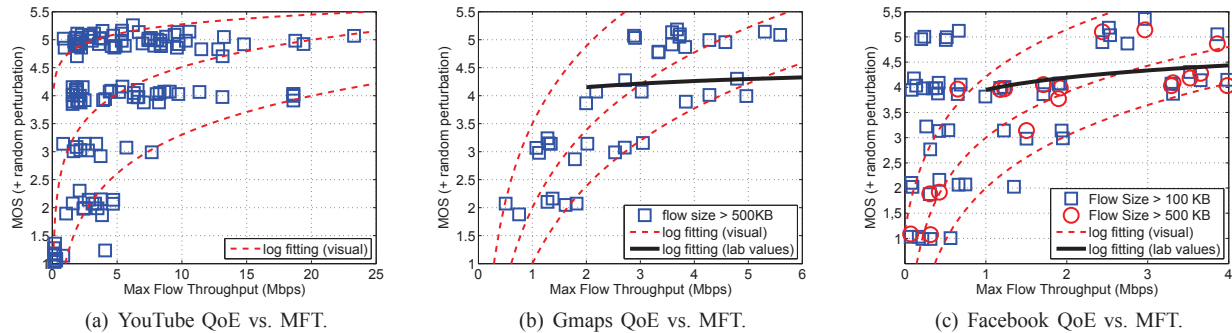 5.5
5
4.5
4
3.5
3
2.5
2
1.5
1
MOS (+ random perturbation)
0 5 10 15 20 25
Max Flow Throughput (Mbps)
log fitting (visual)
(a) YouTube QoE vs. MFT.
5.5
5
4.5
4
3.5
3
2.5
2
1.5
1
MOS (+ random perturbation)
0 1 2 3 4 5 6
Max Flow Throughput (Mbps)
flow size > 500KB
log fitting (visual)
log fitting (lab values)
(b) Gmaps QoE vs. MFT.
5.5
5
4.5
4
3.5
3
2.5
2
1.5
1
MOS (+ random perturbation)
0 1 2 3 4
Max Flow Throughput (Mbps)
Flow size > 100 KB
Flow Size > 500 KB
log fitting (visual)
log fitting (lab values)
(c) Facebook QoE vs. MFT.